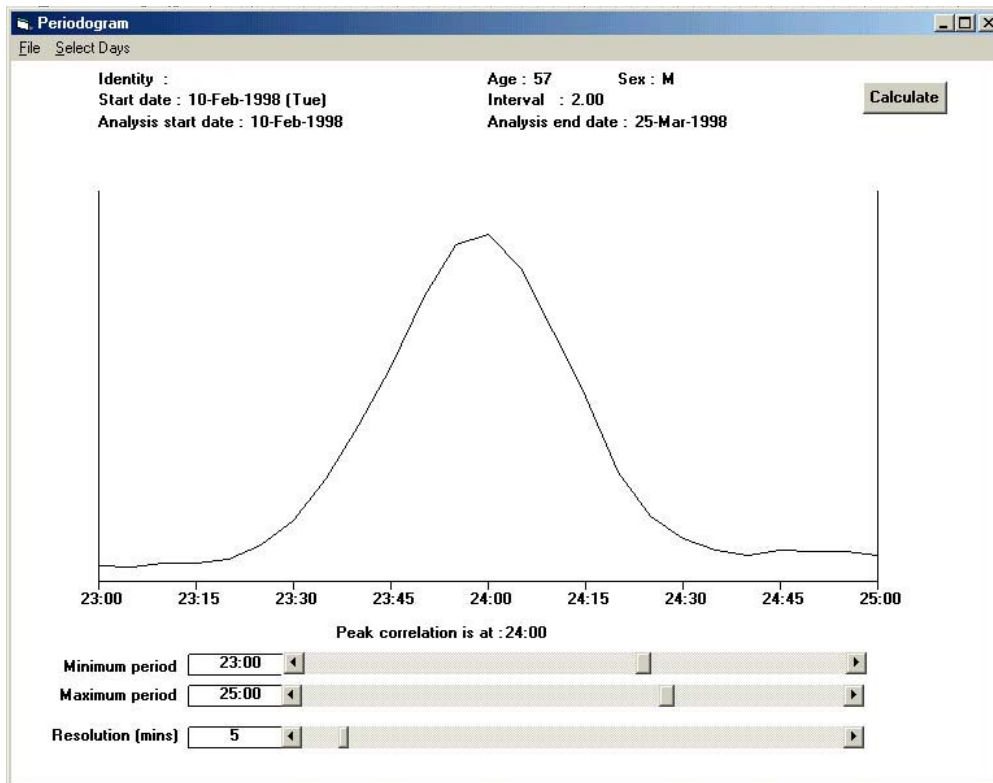 Periodogram
File Select Days
Identity : Age : 57 Sex : M
Start date : 10-Feb-1998 (Tue) Interval : 2.00
Analysis start date : 10-Feb-1998 Analysis end date : 25-Mar-1998
Calculate
23:00 23:15 23:30 23:45 24:00 24:15 24:30 24:45 25:00
Peak correlation is at :24:00
Minimum period 23:00
Maximum period 25:00
Resolution (mins) 5